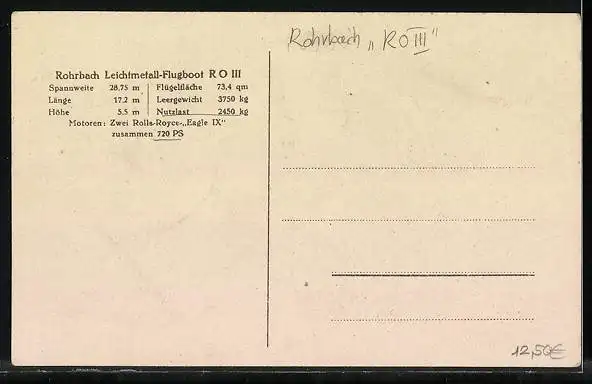 Rohrbach Leichtmetall-Flugboot R O III
Spannweite 28,75 m Flügelfläche 73,4 qm
Länge 17.2 m Leergewicht 3750 kg
Höhe 5.5 m Nutzlast 2450 kg
Motoren: Zwei Rolls-Royce-„Eagle IX"
zusammen 720 PS
Rohrbach „RO III"
12,50€